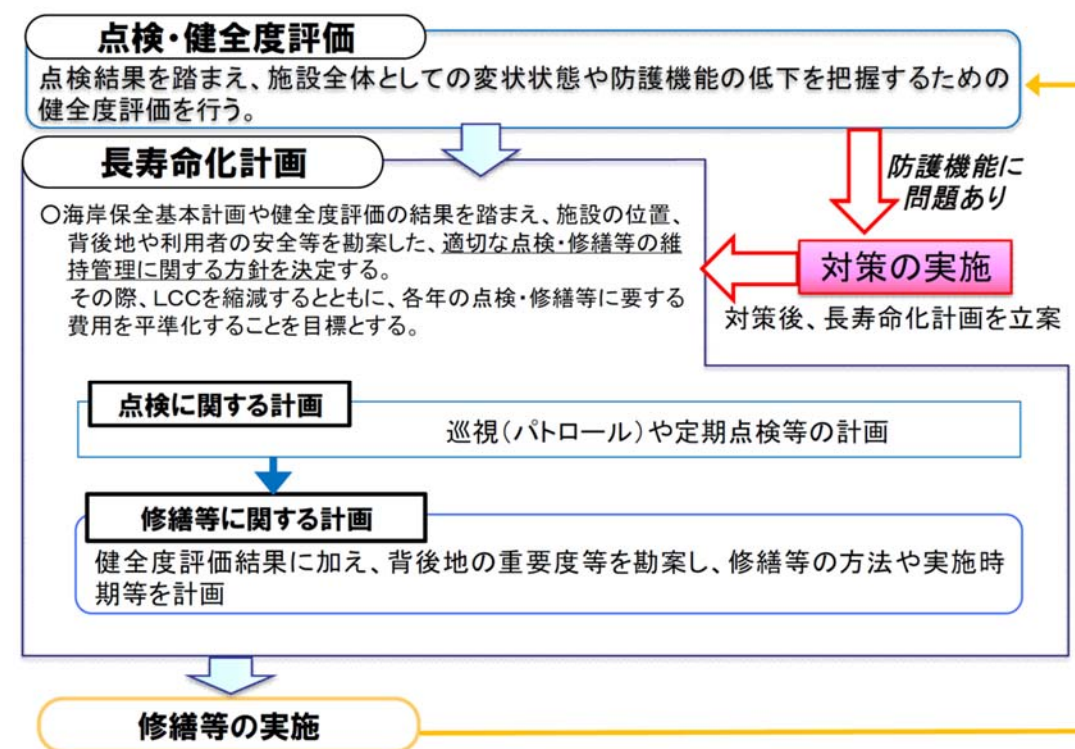 点検・健全度評価
点検結果を踏まえ、施設全体としての変状状態や防護機能の低下を把握するための
健全度評価を行う。
防護機能に
問題あり
対策の実施
対策後、長寿命化計画を立案
長寿命化計画
○海岸保全基本計画や健全度評価の結果を踏まえ、施設の位置、
背後地や利用者の安全等を勘案した、適切な点検・修繕等の維
持管理に関する方針を決定する。
その際、LCCを縮減するとともに、各年の点検・修繕等に要する
費用を平準化することを目標とする。
点検に関する計画
巡視(パトロール)や定期点検等の計画
修繕等に関する計画
健全度評価結果に加え、背後地の重要度等を勘案し、修繕等の方法や実施時
期等を計画
修繕等の実施